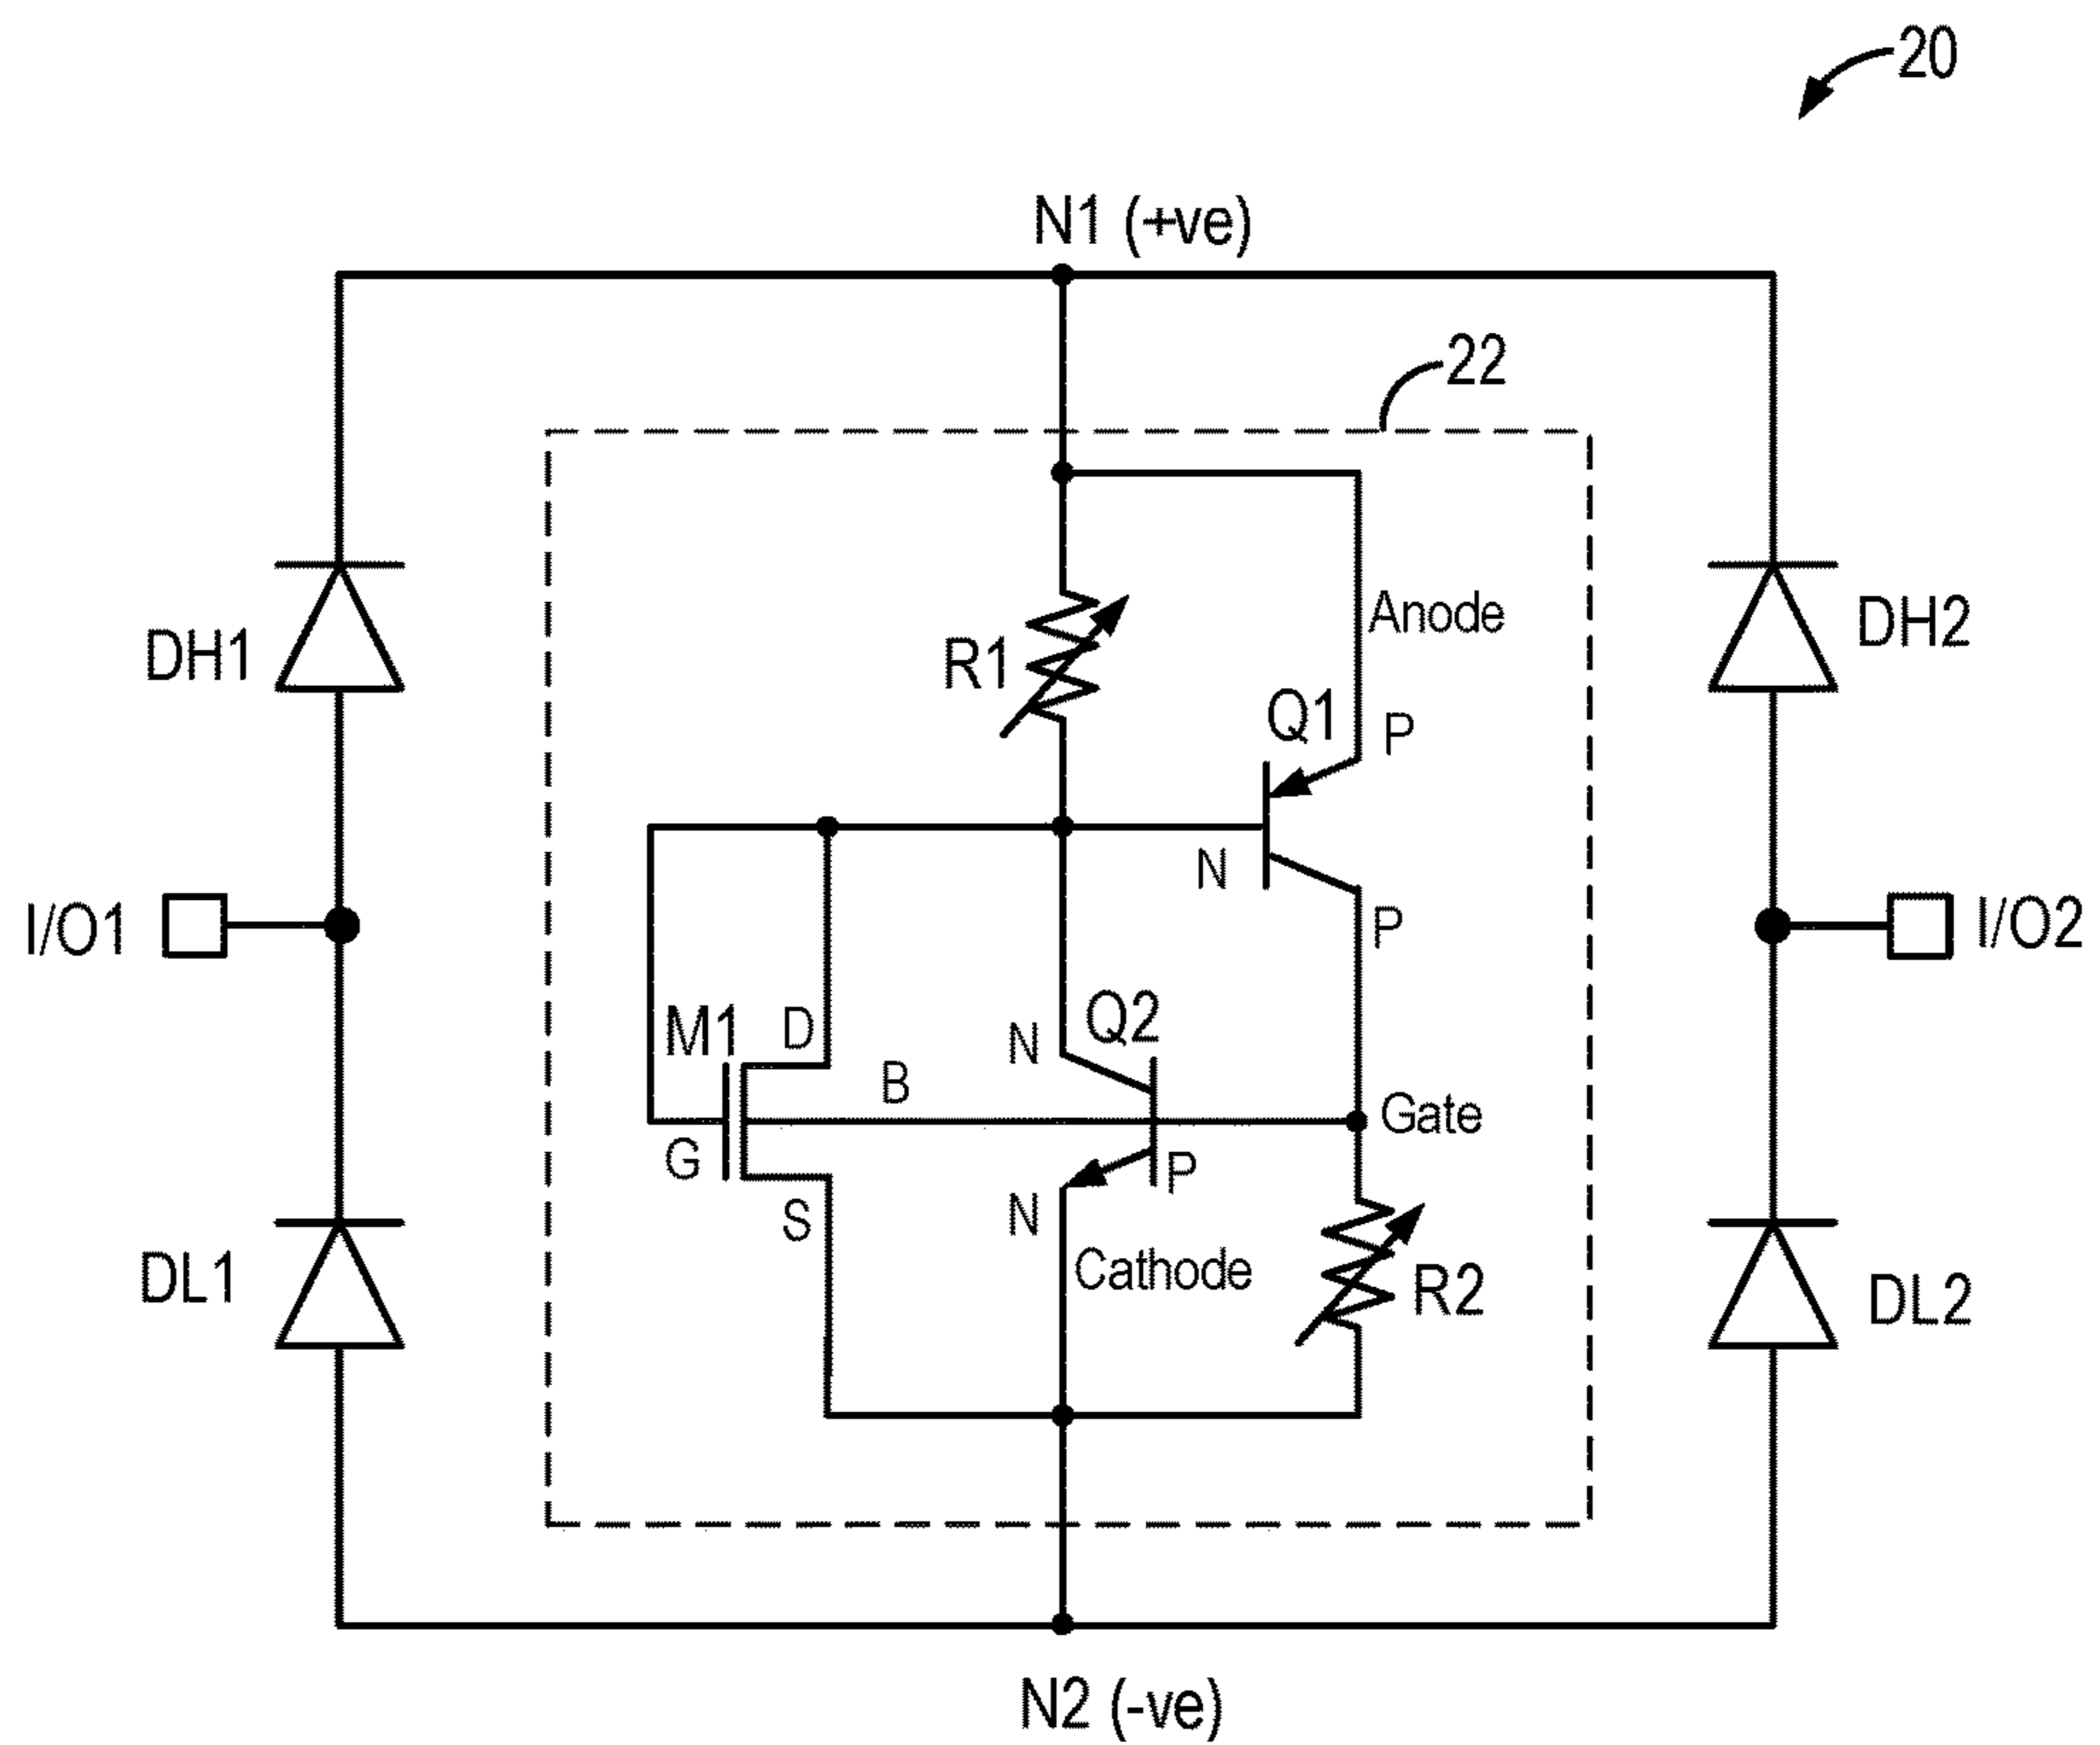 20
N1 (+ve)
22
Anode
DH1
R1
DH2
Q1
P
N
P
I/O1
I/O2
M1
D
N
Q2
B
Gate
G
P
S
N
Cathode
DL1
R2
DL2
N2 (-ve)